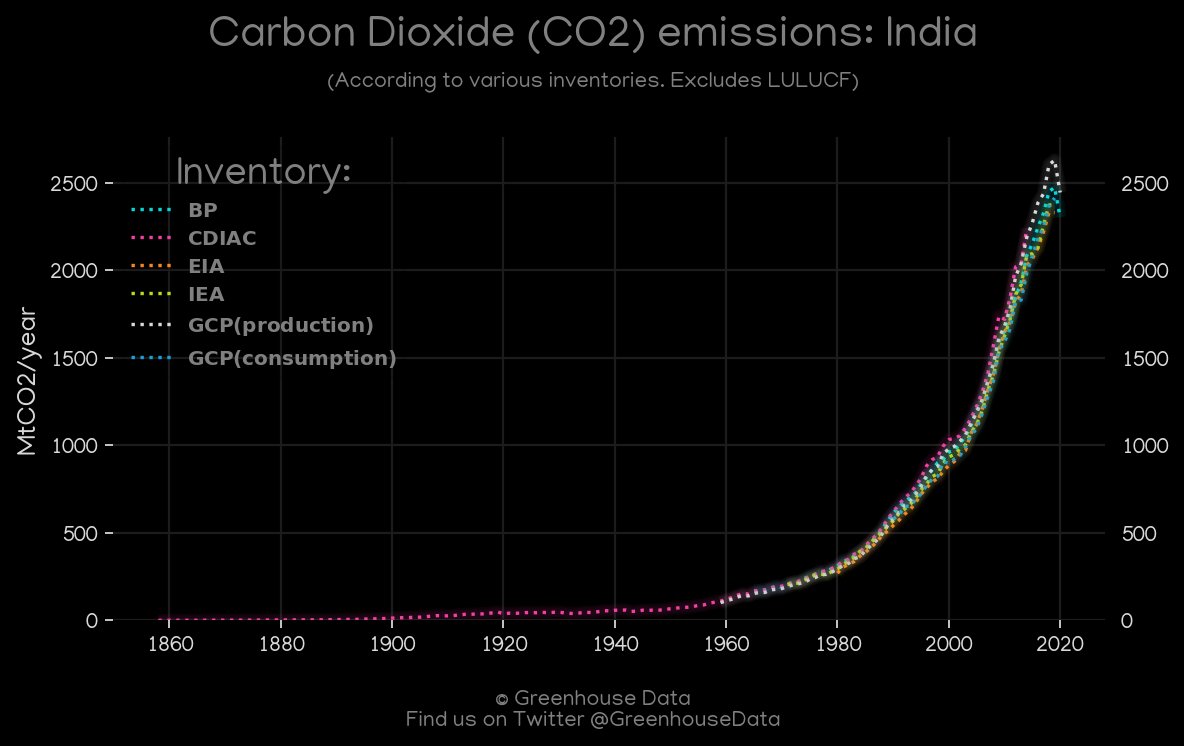 Carbon Dioxide (CO2) emissions: India
(According to various inventories. Excludes LULUCF)
Inventory:
BP
CDIAC
EIA
IEA
GCP(production)
GCP(consumption)
MtCO2/year
2500
2000
1500
1000
500
0
2500
2000
1500
1000
500
0
1860 1880 1900 1920 1940 1960 1980 2000 2020
© Greenhouse Data
Find us on Twitter @GreenhouseData